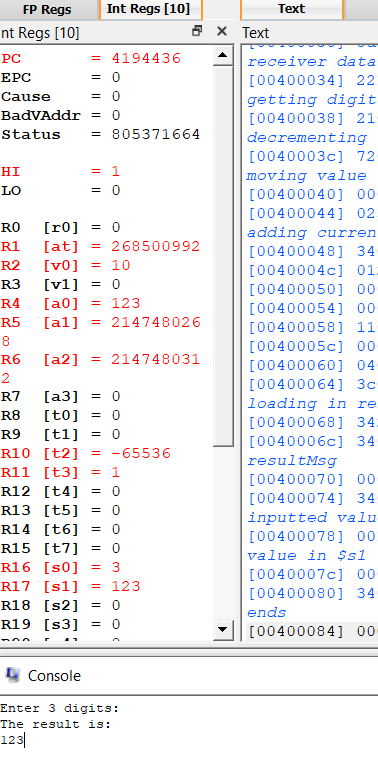 FP Regs
Int Regs [10]
Text
nt Regs [10]
Text
PC = 4194436
EPC = 0
Cause = 0
BadVAddr = 0
Status = 805371664
HI = 1
LO = 0
R0 [r0] = 0
R1 [at] = 268500992
R2 [v0] = 10
R3 [v1] = 0
R4 [a0] = 123
R5 [a1] = 214748026
8
R6 [a2] = 214748031
2
R7 [a3] = 0
R8 [t0] = 0
R9 [t1] = 0
R10 [t2] = -65536
R11 [t3] = 1
R12 [t4] = 0
R13 [t5] = 0
R14 [t6] = 0
R15 [t7] = 0
R16 [s0] = 3
R17 [s1] = 123
R18 [s2] = 0
R19 [s3] = 0
receiver data
[00400034] 22
getting digit
[00400038] 21
decrementing
[0040003c] 72
moving value
[00400040] 00
[00400044] 02
adding curren
[00400048] 34
[0040004c] 01
[00400050] 00
[00400054] 00
[00400058] 11
[0040005c] 00
[00400060] 04
[00400064] 3c
loading in re
[00400068] 34
[0040006c] 34
resultMsg
[00400070] 00
[00400074] 34
inputted valu
[00400078] 00
value in $s1
[0040007c] 00
[00400080] 34
ends
[00400084] 00
Console
Enter 3 digits:
The result is:
123